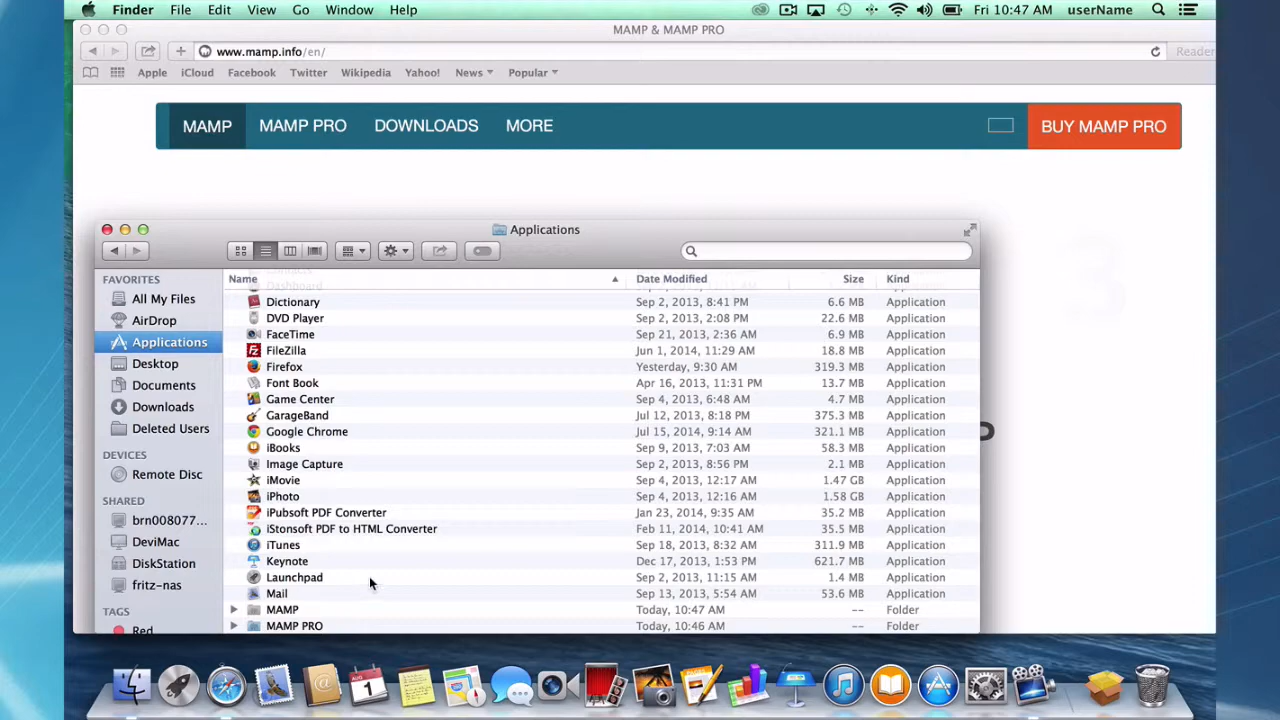 Finder File Edit View Go Window Help Fri 10:47 AM userName
MAMP & MAMP PRO
www.mamp.info/en/ Reader
Apple iCloud Facebook Twitter Wikipedia Yahoo! News Popular
MAMP MAMP PRO DOWNLOADS MORE BUY MAMP PRO
3
P
Applications
FAVORITES
All My Files
AirDrop
Applications
Desktop
Documents
Downloads
Deleted Users
DEVICES
Remote Disc
SHARED
brn008077...
DeviMac
DiskStation
fritz-nas
TAGS
Red
Name Date Modified Size Kind
Dashboard
Dictionary Sep 2, 2013, 8:41 PM 6.6 MB Application
DVD Player Sep 2, 2013, 2:08 PM 22.6 MB Application
FaceTime Sep 21, 2013, 2:36 AM 6.9 MB Application
FileZilla Jun 1, 2014, 11:29 AM 18.8 MB Application
Firefox Yesterday, 9:30 AM 319.3 MB Application
Font Book Apr 16, 2013, 11:31 PM 13.7 MB Application
Game Center Sep 4, 2013, 6:48 AM 4.7 MB Application
GarageBand Jul 12, 2013, 8:18 PM 375.3 MB Application
Google Chrome Jul 15, 2014, 9:14 AM 321.1 MB Application
iBooks Sep 9, 2013, 7:03 AM 58.3 MB Application
Image Capture Sep 2, 2013, 8:56 PM 2.1 MB Application
iMovie Sep 4, 2013, 12:17 AM 1.47 GB Application
iPhoto Sep 4, 2013, 12:16 AM 1.58 GB Application
iPubsoft PDF Converter Jan 23, 2014, 9:35 AM 35.2 MB Application
iStonsoft PDF to HTML Converter Feb 11, 2014, 10:41 AM 35.5 MB Application
iTunes Sep 18, 2013, 8:32 AM 311.9 MB Application
Keynote Dec 17, 2013, 1:53 PM 621.7 MB Application
Launchpad Sep 2, 2013, 11:15 AM 1.4 MB Application
Mail Sep 13, 2013, 5:54 AM 53.6 MB Application
MAMP Today, 10:47 AM -- Folder
MAMP PRO Today, 10:46 AM -- Folder
AUG
1